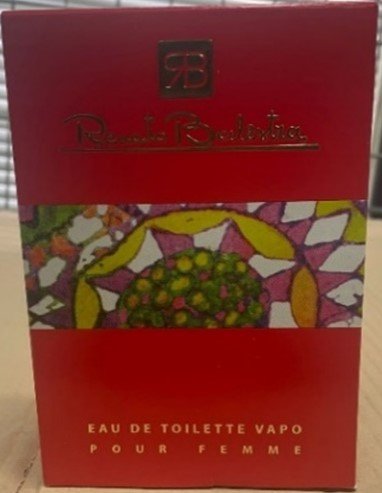 RB
Renato Balestra
EAU DE TOILETTE VAPO
POUR FEMME